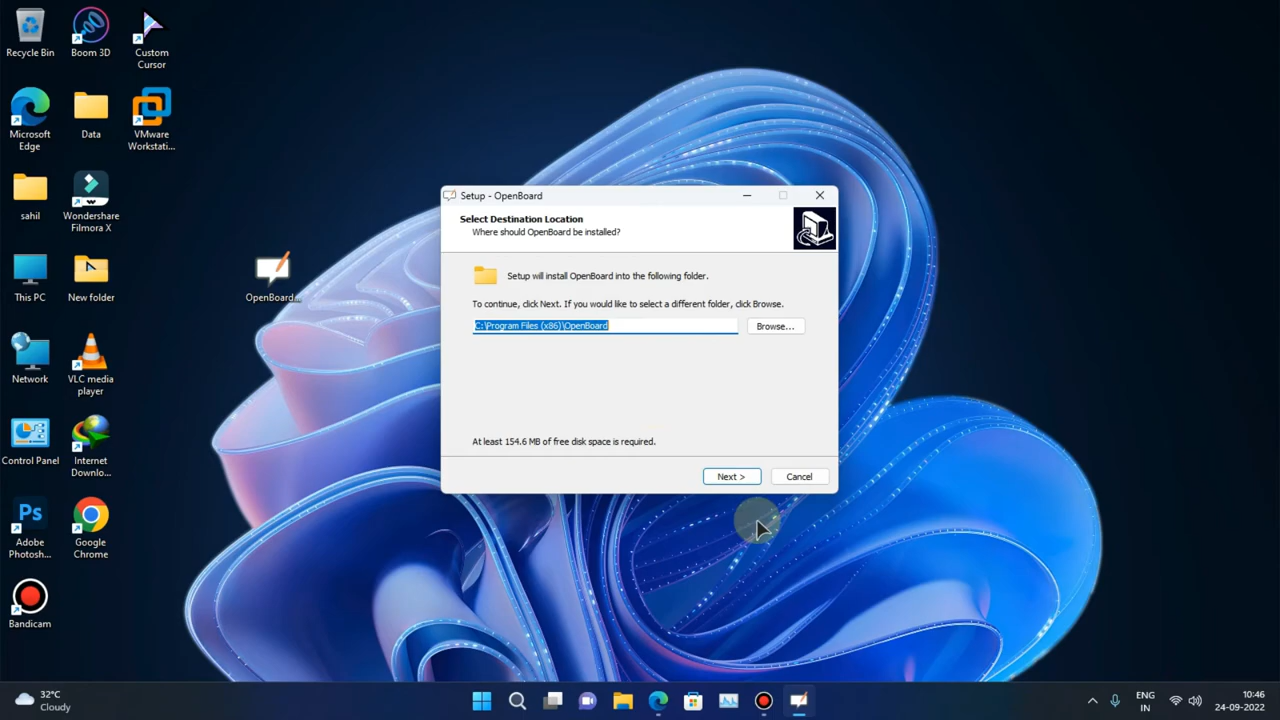 Recycle Bin
Boom 3D
Custom
Cursor
Microsoft
Edge
Data
VMware
Workstati...
sahil
Wondershare
Filmora X
This PC
New folder
OpenBoard...
Network
VLC media
player
Control Panel
Internet
Downlo...
Ps
Adobe
Photosh...
Google
Chrome
Bandicam
Setup - OpenBoard
Select Destination Location
Where should OpenBoard be installed?
Setup will install OpenBoard into the following folder.
To continue, click Next. If you would like to select a different folder, click Browse.
C:\Program Files (x86)\OpenBoard
Browse...
At least 154.6 MB of free disk space is required.
Next >
Cancel
32°C
Cloudy
ENG
IN
10:46
24-09-2022